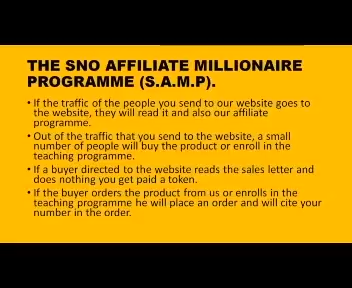 THE SNO AFFILIATE MILLIONAIRE
PROGRAMME (S.A.M.P).
• If the traffic of the people you send to our website goes to
the website, they will read it and also our affiliate
programme.
• Out of the traffic that you send to the website, a small
number of people will buy the product or enroll in the
teaching programme.
• If a buyer directed to the website reads the sales letter and
does nothing you get paid a token.
• If the buyer orders the product from us or enrolls in the
teaching programme he will place an order and will cite your
number in the order.